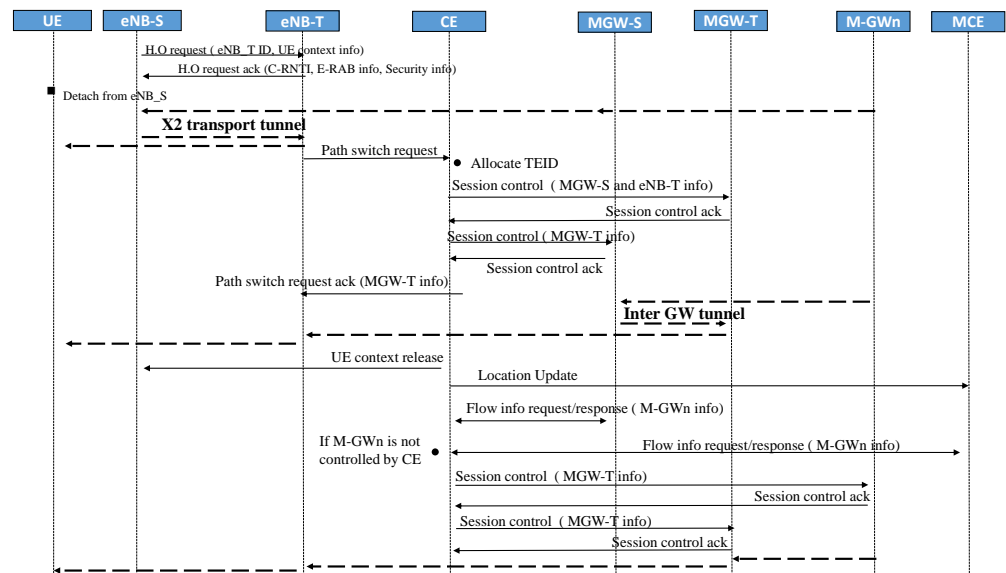 UE eNB-S eNB-T CE MGW-S MGW-T M-GWn MCE
H.O request ( eNB_T ID, UE context info)
H.O request ack (C-RNTI, E-RAB info, Security info)
Detach from eNB_S
X2 transport tunnel
Path switch request
Allocate TEID
Session control ( MGW-S and eNB-T info)
Session control ack
Session control ( MGW-T info)
Session control ack
Path switch request ack (MGW-T info)
Inter GW tunnel
UE context release
Location Update
Flow info request/response ( M-GWn info)
If M-GWn is not
controlled by CE
Flow info request/response ( M-GWn info)
Session control ( MGW-T info)
Session control ack
Session control ( MGW-T info)
Session control ack